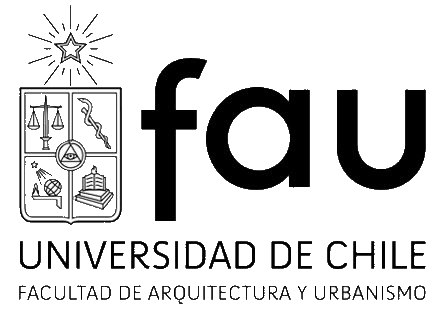 fau
UNIVERSIDAD DE CHILE
FACULTAD DE ARQUITECTURA Y URBANISMO